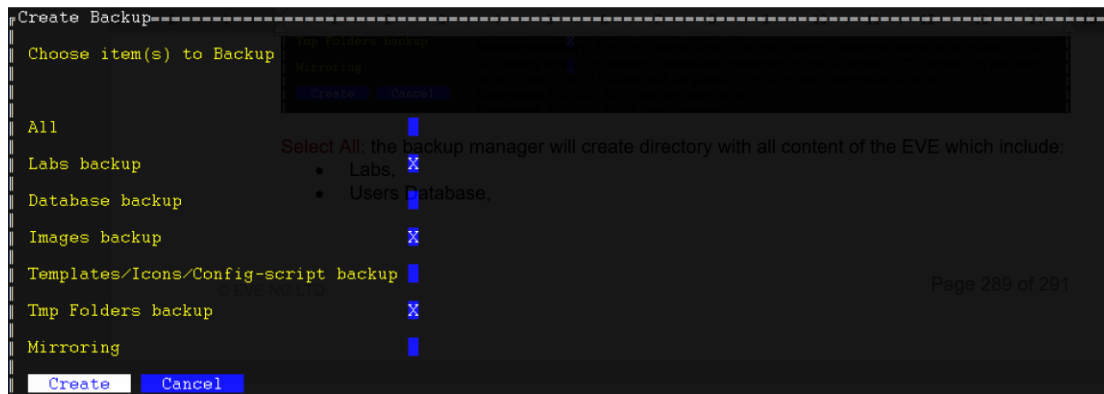 Create Backup
Choose item(s) to Backup
Tmp Folders backup X
Mirroring
Create Cancel
All
Select All: the backup manager will create directory with all content of the EVE which include:
Labs backup X
• Labs,
Database backup
• Users Database,
Images backup X
Templates/Icons/Config-script backup
Page 289 of 291
Tmp Folders backup X
Mirroring
Create Cancel